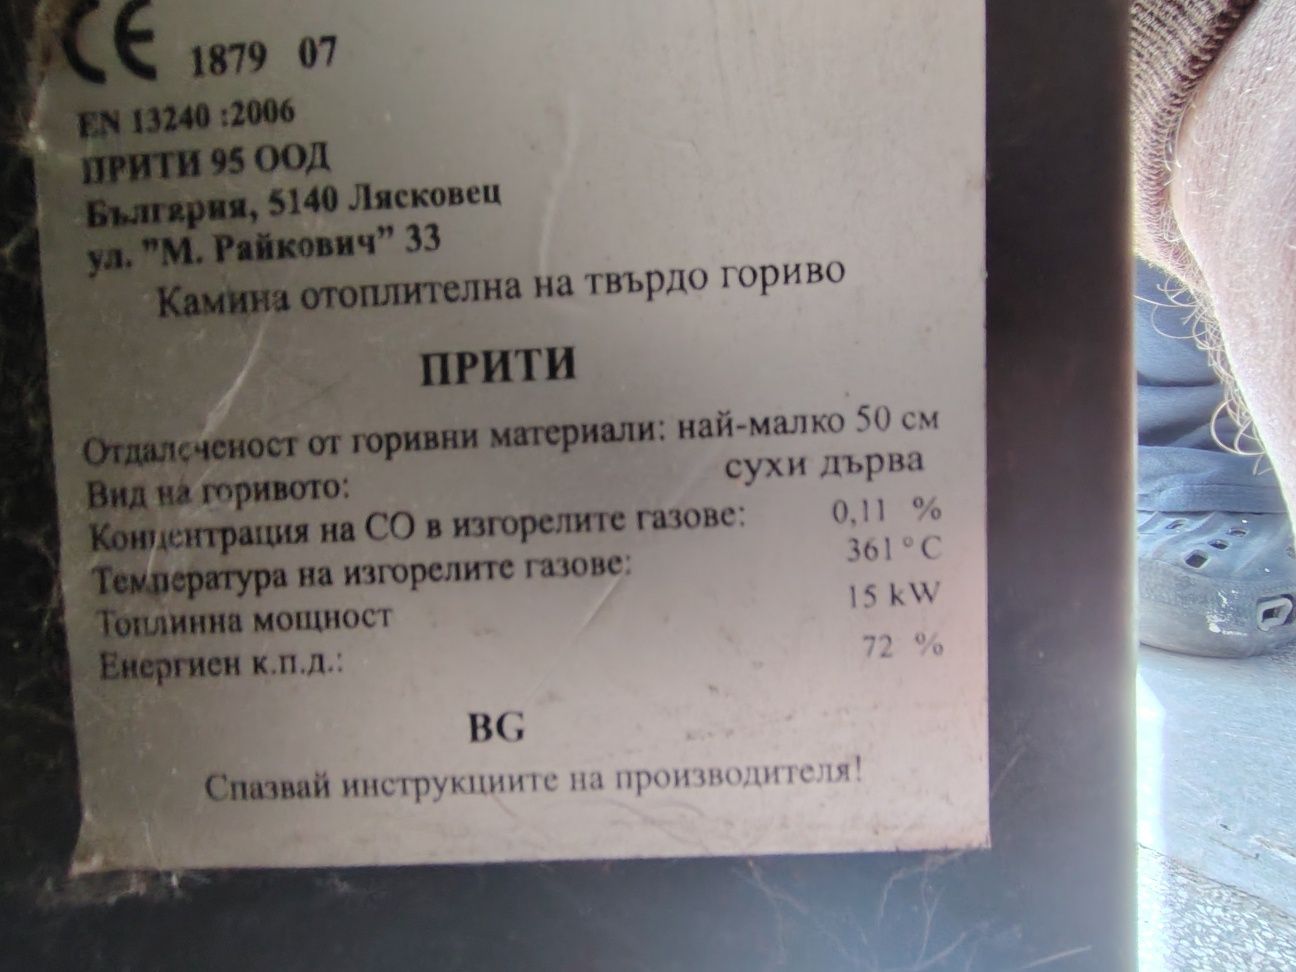 CE 1879 07
EN 13240 :2006
ПРИТИ 95 ООД
България, 5140 Лясковец
ул. "М. Райкович” 33
Камина отоплителна на твърдо гориво
ПРИТИ
Отдалеченост от горивни материали: най-малко 50 см
Вид на горивото: сухи дърва
Концентрация на CO в изгорелите газове: 0,11 %
Температура на изгорелите газове: 361 °C
Топлинна мощност 15 kW
Енергиен к.п.д.: 72 %
BG
Спазвай инструкциите на производителя!